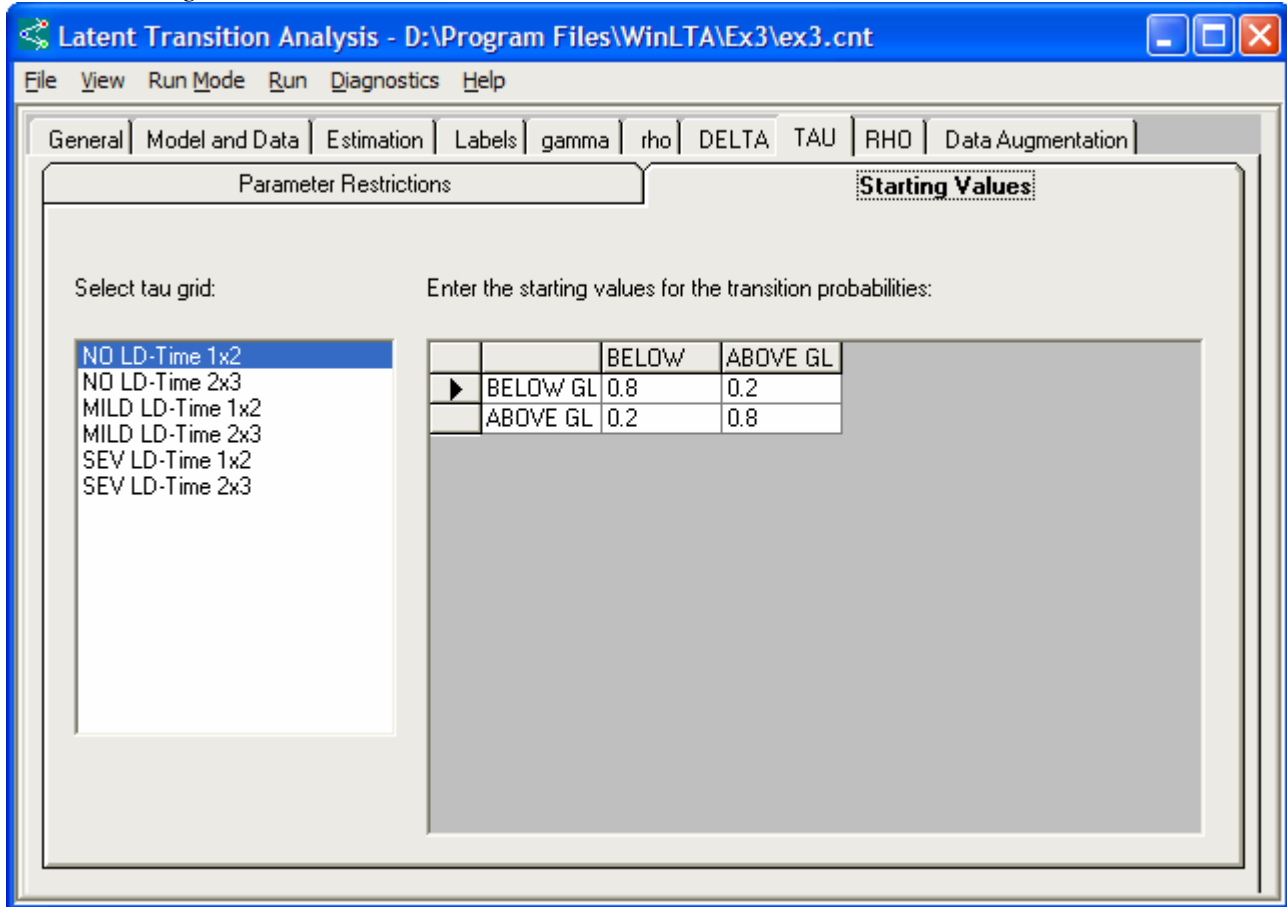 Latent Transition Analysis - D:\Program Files\WinLTA\Ex3\ex3.cnt
File View Run Mode Run Diagnostics Help
General Model and Data Estimation Labels gamma rho DELTA TAU RHO Data Augmentation
Parameter Restrictions Starting Values
Select tau grid: Enter the starting values for the transition probabilities:
NO LD-Time 1x2
NO LD-Time 2x3
MILD LD-Time 1x2
MILD LD-Time 2x3
SEV LD-Time 1x2
SEV LD-Time 2x3
BELOW ABOVE GL
BELOW GL 0.8 0.2
ABOVE GL 0.2 0.8